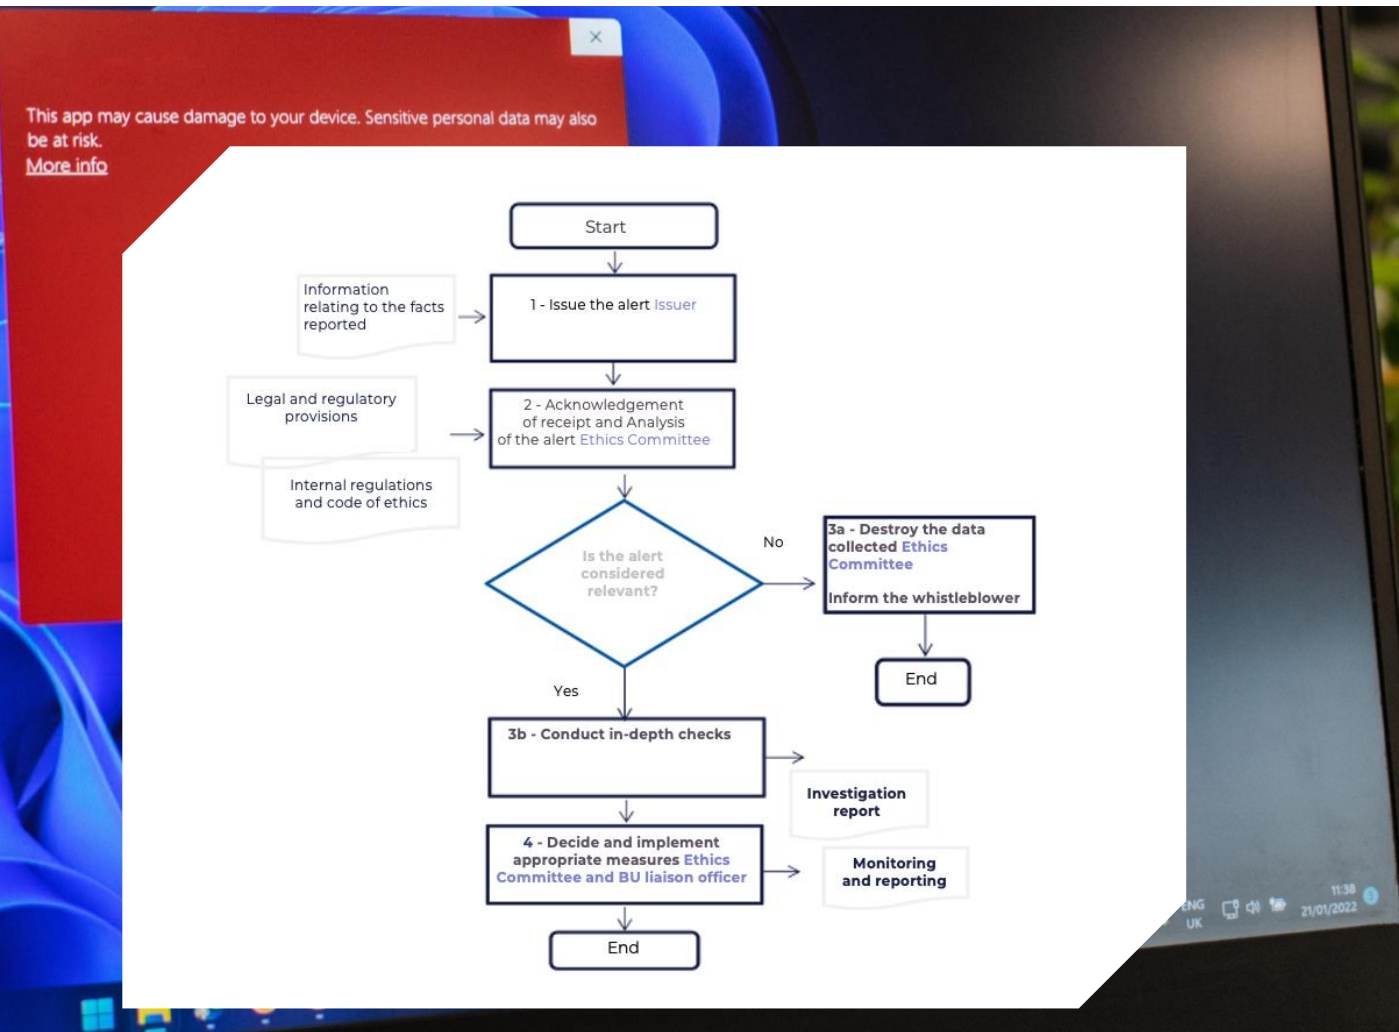 This app may cause damage to your device. Sensitive personal data may also
be at risk.
More info
Start
Information
relating to the facts
reported
1 - Issue the alert Issuer
Legal and regulatory
provisions
2 - Acknowledgement
of receipt and Analysis
of the alert Ethics Committee
Internal regulations
and code of ethics
Is the alert
considered
relevant?
No
3a - Destroy the data
collected Ethics
Committee
Inform the whistleblower
End
Yes
3b - Conduct in-depth checks
Investigation
report
4 - Decide and implement
appropriate measures Ethics
Committee and BU liaison officer
Monitoring
and reporting
End
ENG
UK
11:38
21/01/2022